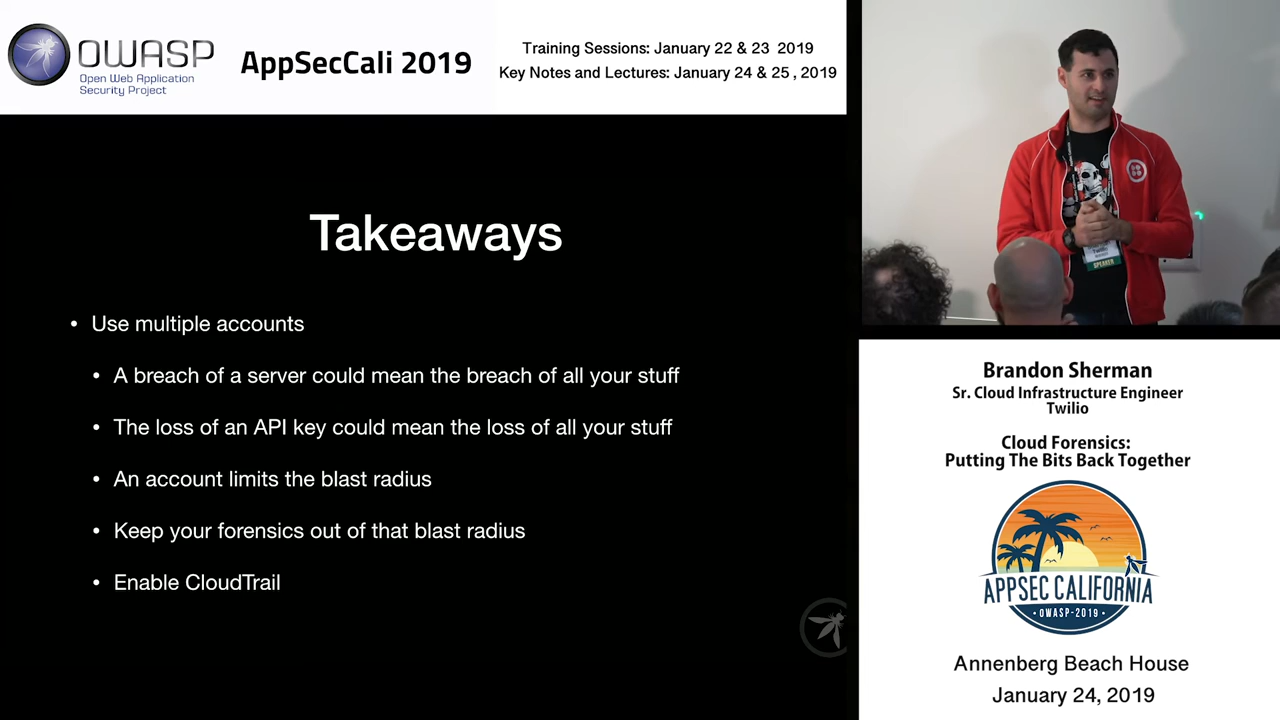 OWASP
Open Web Application
Security Project
AppSecCali 2019
Training Sessions: January 22 & 23 2019
Key Notes and Lectures: January 24 & 25 , 2019
Takeaways
• Use multiple accounts
• A breach of a server could mean the breach of all your stuff
• The loss of an API key could mean the loss of all your stuff
• An account limits the blast radius
• Keep your forensics out of that blast radius
• Enable CloudTrail
SPEAKER
Brandon Sherman
Sr. Cloud Infrastructure Engineer
Twilio
Cloud Forensics:
Putting The Bits Back Together
APPSEC CALIFORNIA
• OWASP-2019 •
Annenberg Beach House
January 24, 2019